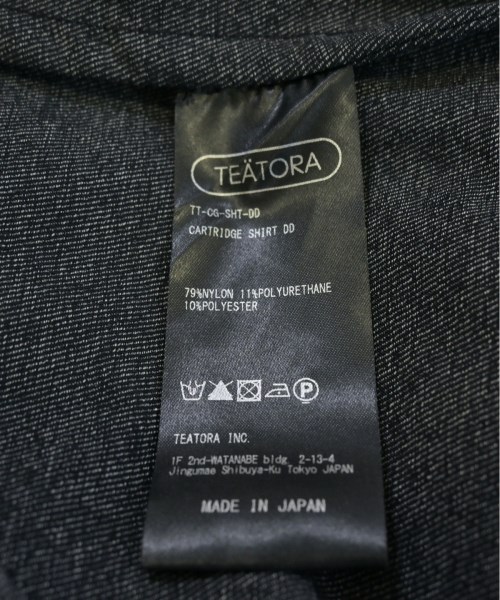 TEÄTORA
TT-CG-SHT-DD
CARTRIDGE SHIRT DD
79%NYLON 11%POLYURETHANE
10%POLYESTER
P
TEATORA INC.
1F 2nd-WATANABE bldg. 2-13-4
Jingumae Shibuya-Ku Tokyo JAPAN
MADE IN JAPAN